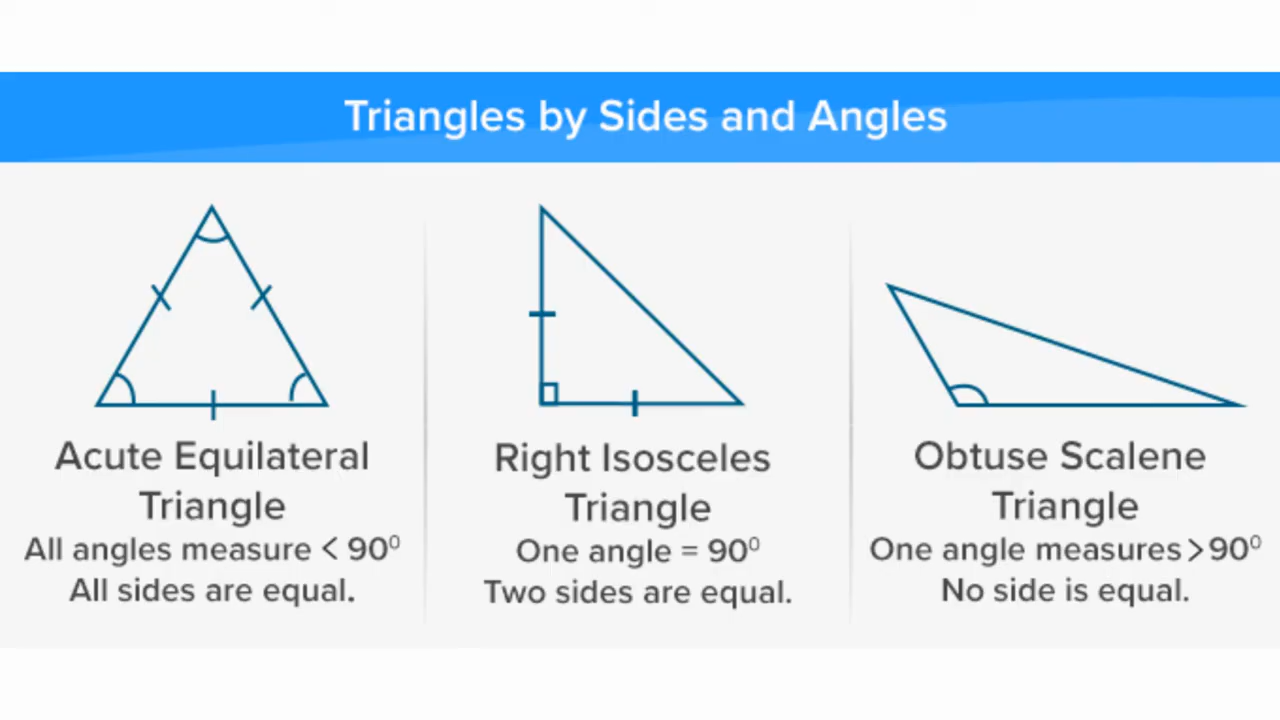 Triangles by Sides and Angles
Acute Equilateral
Triangle
All angles measure < 90⁰
All sides are equal.
Right Isosceles
Triangle
One angle = 90⁰
Two sides are equal.
Obtuse Scalene
Triangle
One angle measures > 90⁰
No side is equal.